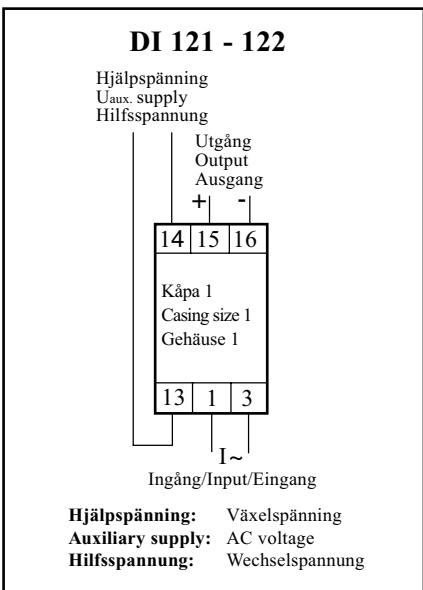 DI 121 - 122
Hjälpspänning
Uaux. supply
Hilfsspannung
Utgång
Output
Ausgang
+ -
14 15 16
Kåpa 1
Casing size 1
Gehäuse 1
13 1 3
I~
Ingång/Input/Eingang
Hjälpspänning: Växelspänning
Auxiliary supply: AC voltage
Hilfsspannung: Wechselspannung